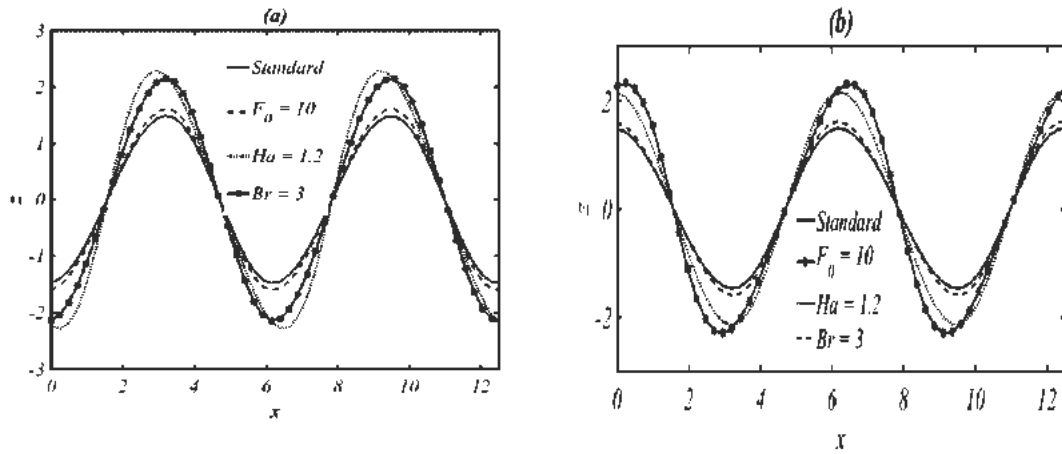 (a)
3
2
1
0
-1
-2
-3
0 2 4 6 8 10 12
x
Standard
F₀ = 10
Ha = 1.2
Br = 3
(b)
2
0
-2
0 2 4 6 8 10 12
x
Standard
F₀ = 10
Ha = 1.2
Br = 3